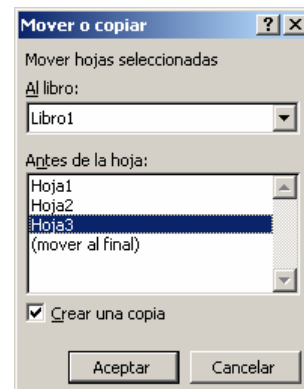 Mover o copiar
Mover hojas seleccionadas
Al libro:
Libro1
Antes de la hoja:
Hoja1
Hoja2
Hoja3
(mover al final)
Crear una copia
Aceptar Cancelar